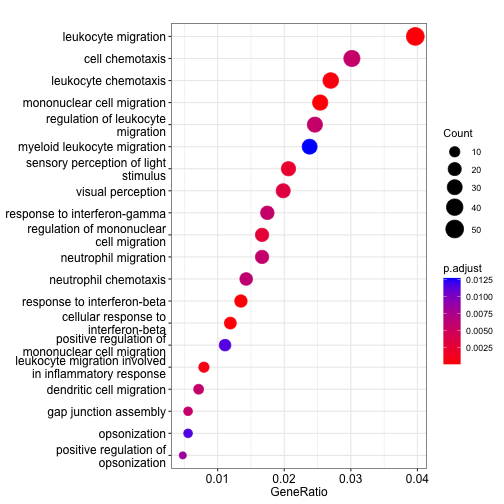 leukocyte migration
cell chemotaxis
leukocyte chemotaxis
mononuclear cell migration
regulation of leukocyte
migration
myeloid leukocyte migration
sensory perception of light
stimulus
visual perception
response to interferon-gamma
regulation of mononuclear
cell migration
neutrophil migration
neutrophil chemotaxis
response to interferon-beta
cellular response to
interferon-beta
positive regulation of
mononuclear cell migration
leukocyte migration involved
in inflammatory response
dendritic cell migration
gap junction assembly
opsonization
positive regulation of
opsonization
0.01 0.02 0.03 0.04
GeneRatio
Count
10
20
30
40
50
p.adjust
0.0125
0.0100
0.0075
0.0050
0.0025